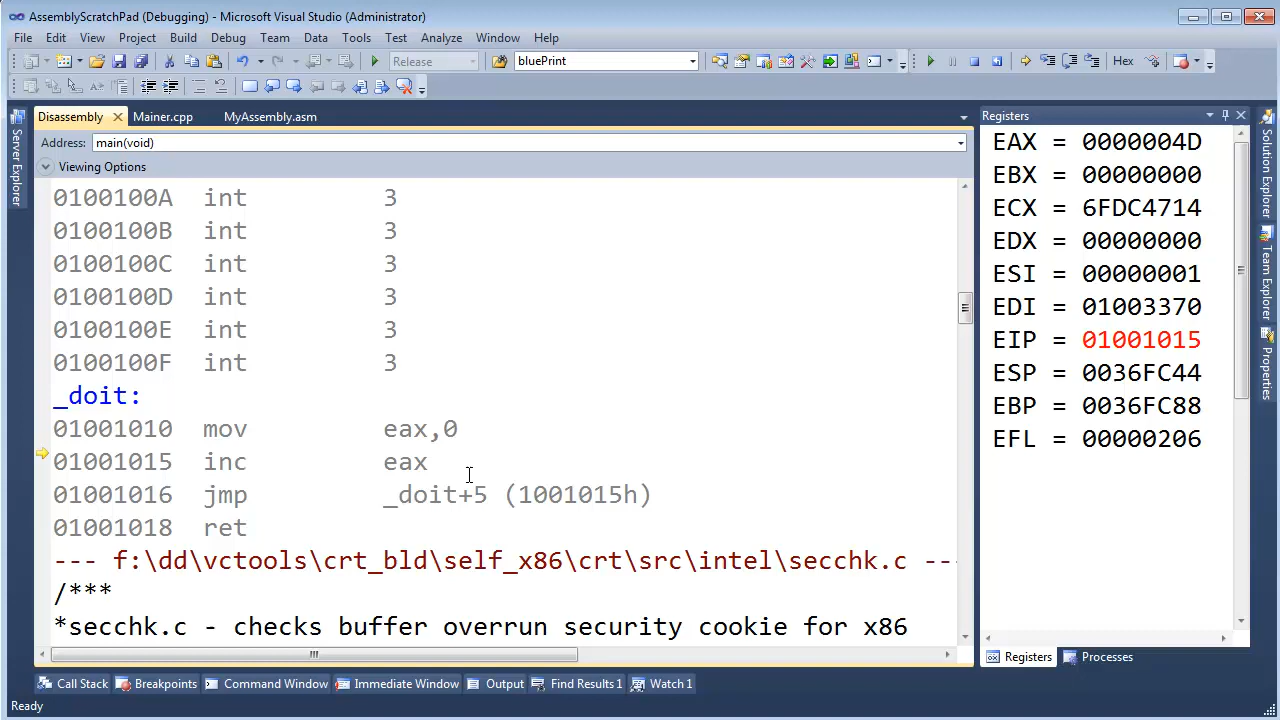 AssemblyScratchPad (Debugging) - Microsoft Visual Studio (Administrator)
File Edit View Project Build Debug Team Data Tools Test Analyze Window Help
Release bluePrint Hex
Disassembly Mainer.cpp MyAssembly.asm
Address: main(void)
Viewing Options
0100100A int 3
0100100B int 3
0100100C int 3
0100100D int 3
0100100E int 3
0100100F int 3
_doit:
01001010 mov eax,0
01001015 inc eax
01001016 jmp _doit+5 (1001015h)
01001018 ret
--- f:\dd\vctools\crt_bld\self_x86\crt\src\intel\secchk.c ---
/***
*secchk.c - checks buffer overrun security cookie for x86
Registers
EAX = 0000004D
EBX = 00000000
ECX = 6FDC4714
EDX = 00000000
ESI = 00000001
EDI = 01003370
EIP = 01001015
ESP = 0036FC44
EBP = 0036FC88
EFL = 00000206
Registers Processes
Server Explorer
Solution Explorer
Team Explorer
Properties
Call Stack Breakpoints Command Window Immediate Window Output Find Results 1 Watch 1
Ready